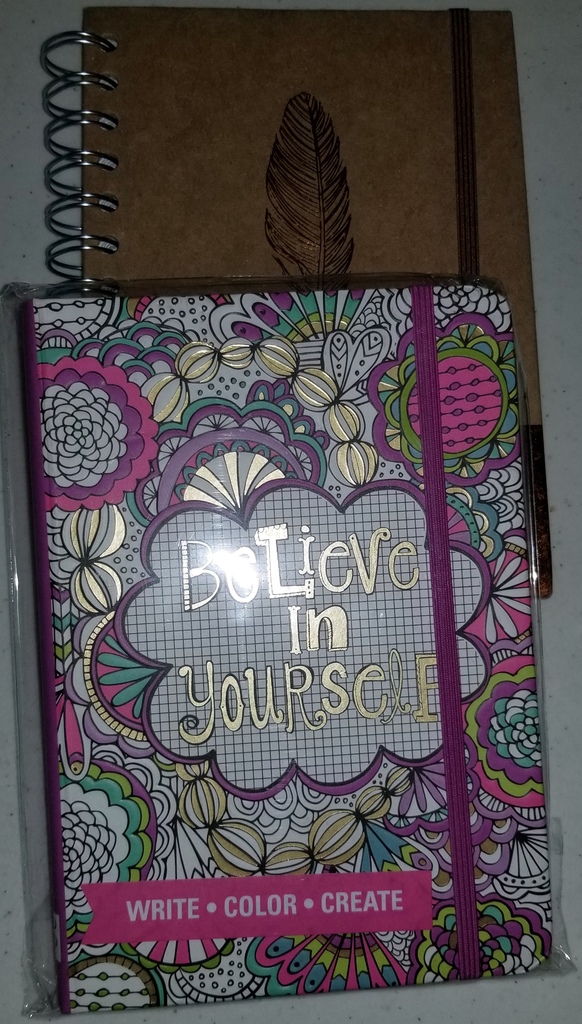 BeLieve
in
YourselF
WRITE • COLOR • CREATE